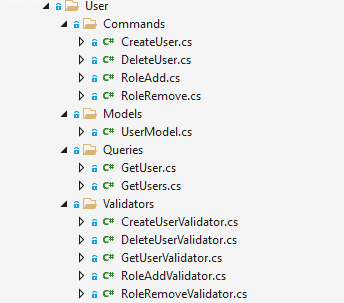 User
Commands
C# CreateUser.cs
C# DeleteUser.cs
C# RoleAdd.cs
C# RoleRemove.cs
Models
C# UserModel.cs
Queries
C# GetUser.cs
C# GetUsers.cs
Validators
C# CreateUserValidator.cs
C# DeleteUserValidator.cs
C# GetUserValidator.cs
C# RoleAddValidator.cs
C# RoleRemoveValidator.cs